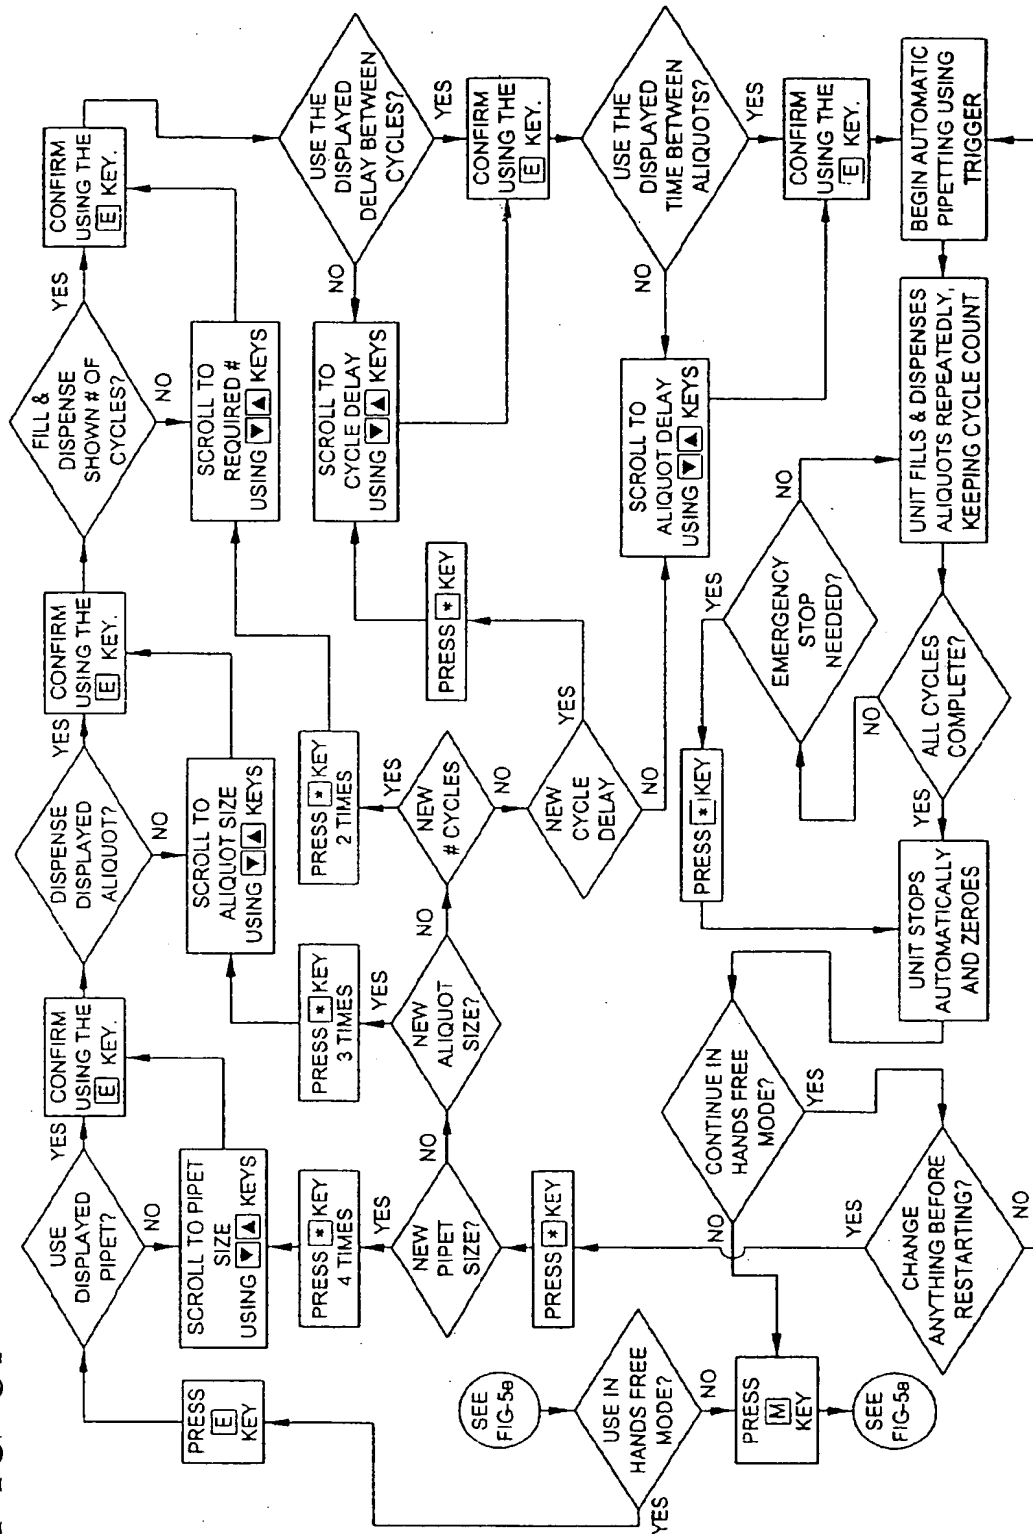 SEE
FIG-5e
USE IN
HANDS FREE
MODE?
YES
NO
PRESS
M
KEY
SEE
FIG-5a
PRESS
E
KEY
USE
DISPLAYED
PIPET?
YES
NO
CONFIRM
USING THE
E KEY.
SCROLL TO PIPET
SIZE
USING ▼▲ KEYS
DISPENSE
DISPLAYED
ALIQUOT?
YES
NO
CONFIRM
USING THE
E KEY.
SCROLL TO
ALIQUOT SIZE
USING ▼▲ KEYS
FILL &
DISPENSE
SHOWN # OF
CYCLES?
YES
NO
CONFIRM
USING THE
E KEY.
SCROLL TO
REQUIRED #
USING ▼▲ KEYS
USE THE
DISPLAYED
DELAY BETWEEN
CYCLES?
YES
NO
CONFIRM
USING THE
E KEY.
SCROLL TO
CYCLE DELAY
USING ▼▲ KEYS
USE THE
DISPLAYED
TIME BETWEEN
ALIQUOTS?
YES
NO
CONFIRM
USING THE
E KEY.
SCROLL TO
ALIQUOT DELAY
USING ▼▲ KEYS
BEGIN AUTOMATIC
PIPETTING USING
TRIGGER
UNIT FILLS & DISPENSES
ALIQUOTS REPEATEDLY,
KEEPING CYCLE COUNT
ALL CYCLES
COMPLETE?
YES
NO
EMERGENCY
STOP
NEEDED?
YES
NO
PRESS * KEY
UNIT STOPS
AUTOMATICALLY
AND ZEROES
CONTINUE IN
HANDS FREE
MODE?
YES
NO
CHANGE
ANYTHING BEFORE
RESTARTING?
YES
NO
PRESS * KEY
NEW
PIPET
SIZE?
YES
NO
PRESS * KEY
4 TIMES
NEW
ALIQUOT
SIZE?
YES
NO
PRESS * KEY
3 TIMES
NEW
# CYCLES
YES
NO
PRESS * KEY
2 TIMES
NEW
CYCLE
DELAY
YES
NO
PRESS * KEY